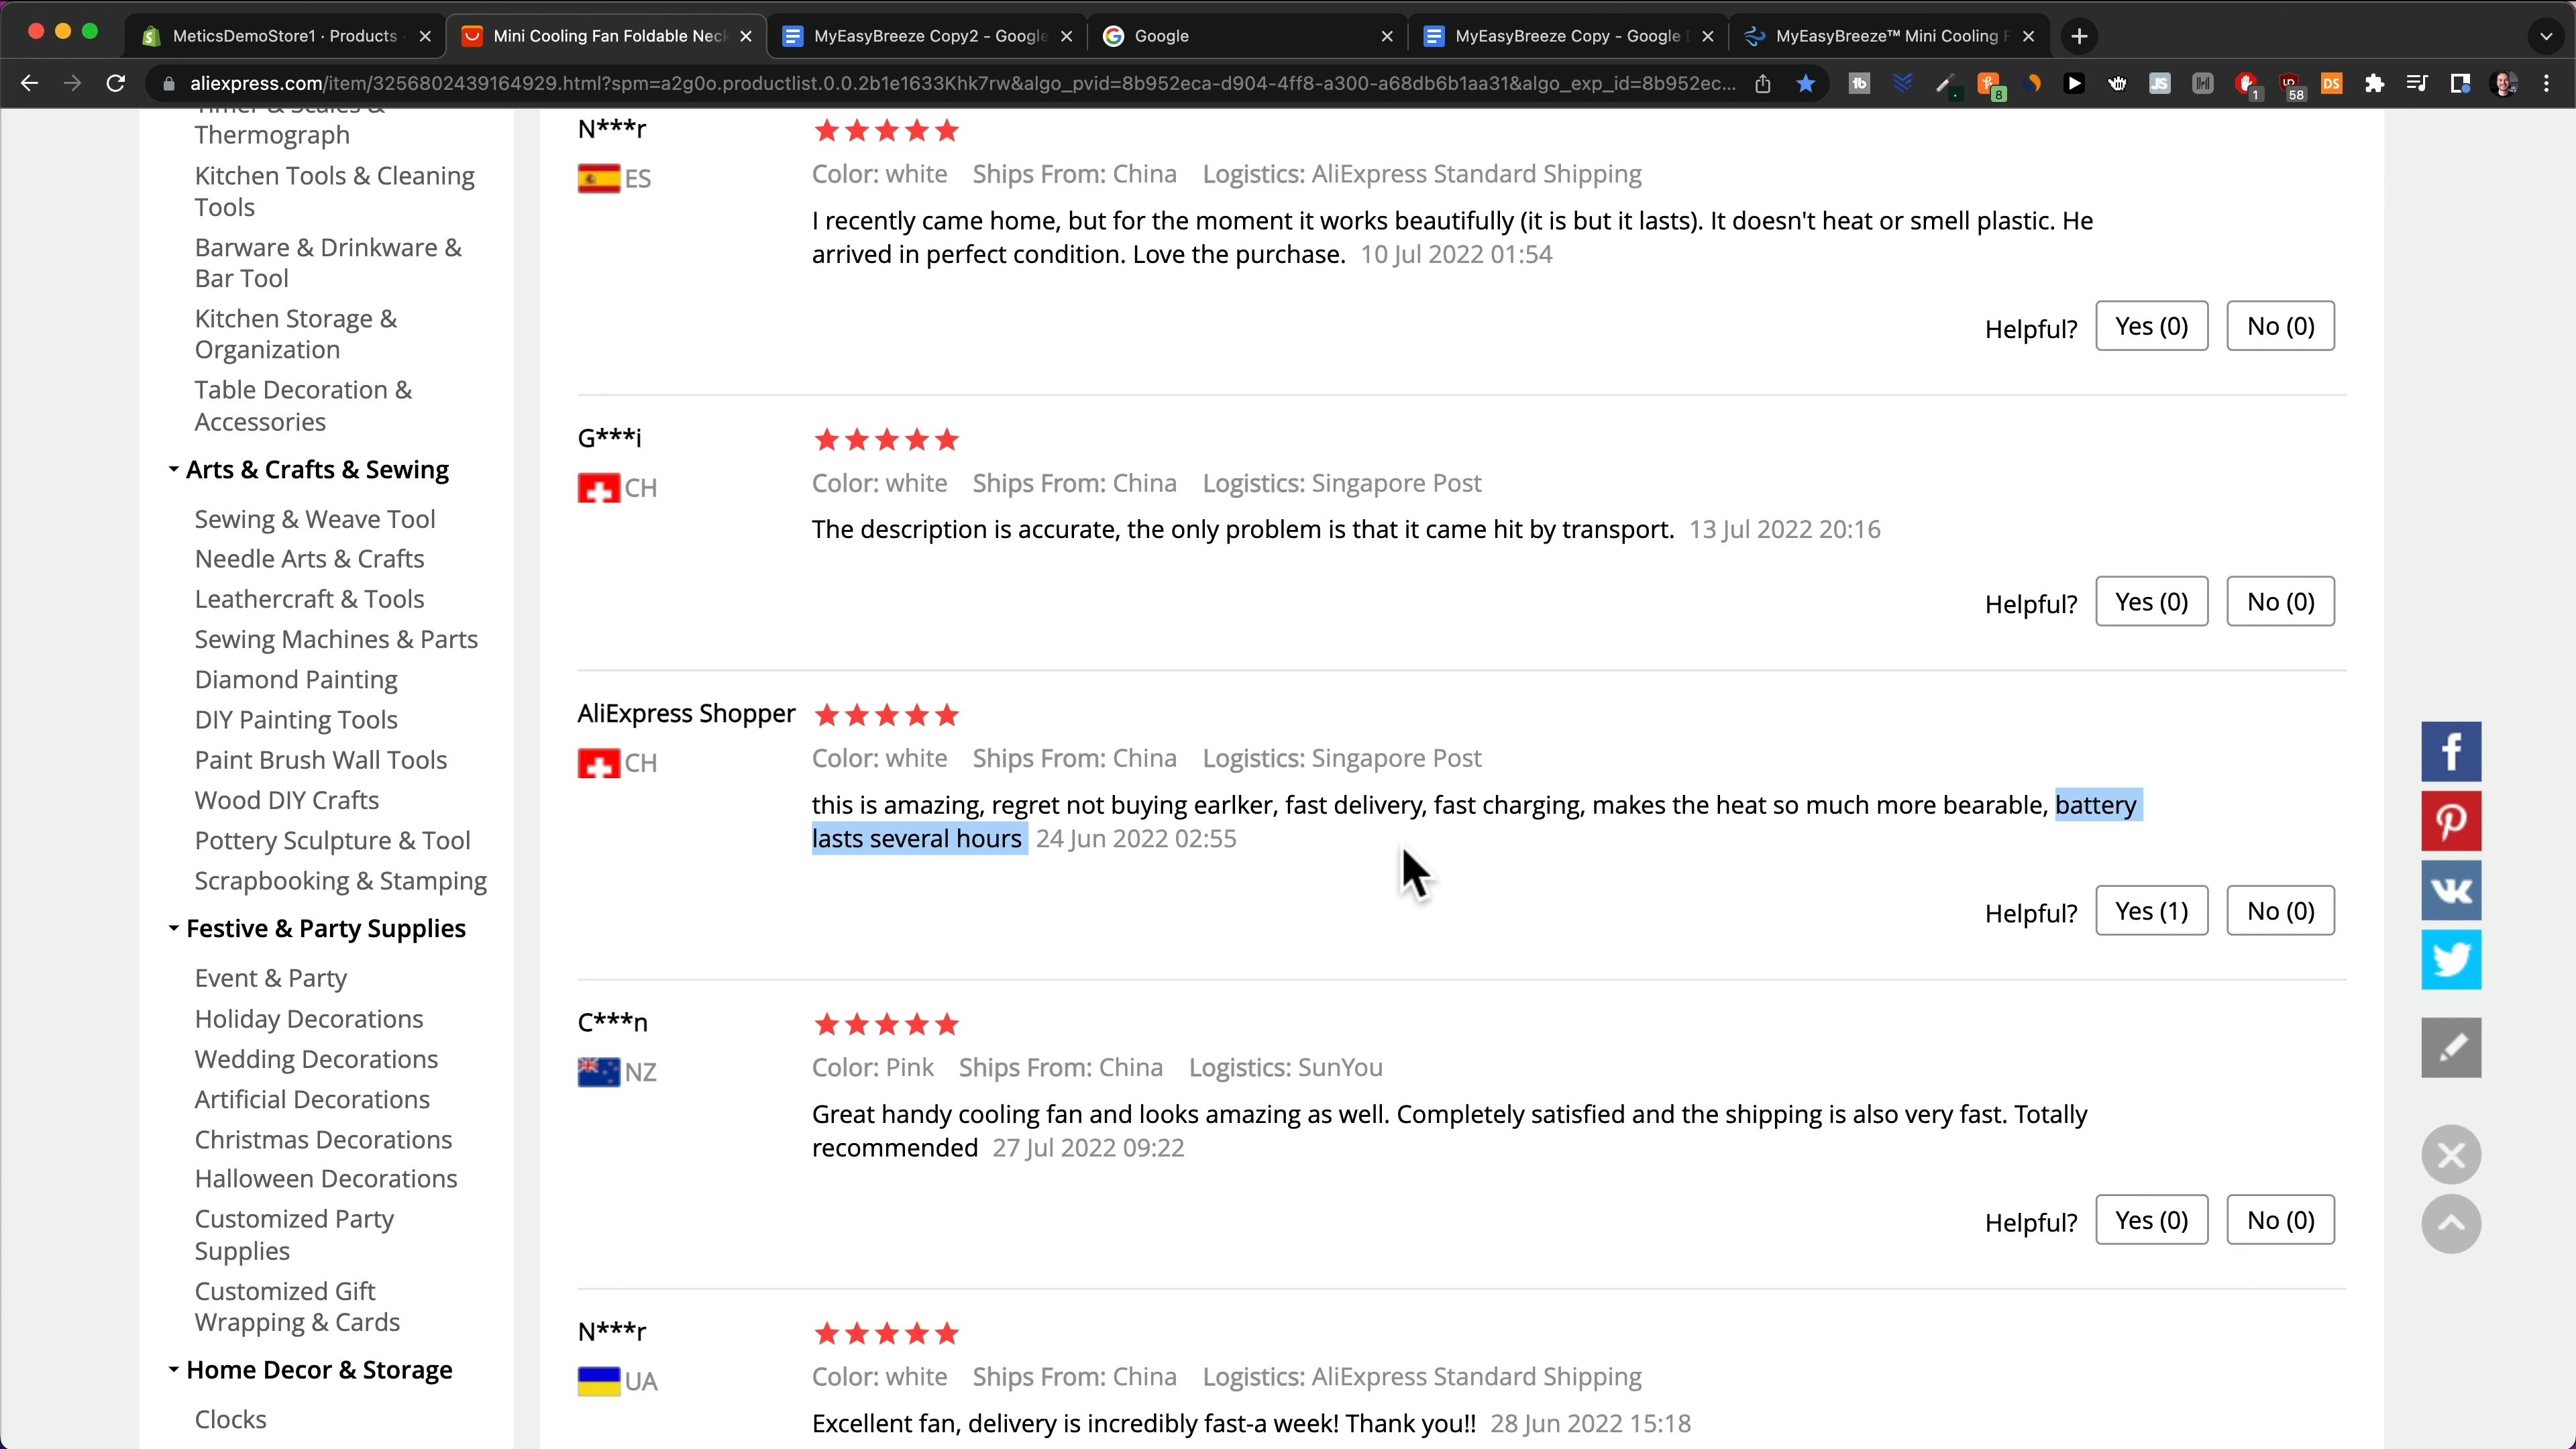 MeticsDemoStore1 · Products
Mini Cooling Fan Foldable Neck
MyEasyBreeze Copy2 - Google
Google
MyEasyBreeze Copy - Google
MyEasyBreeze™ Mini Cooling F
aliexpress.com/item/3256802439164929.html?spm=a2g0o.productlist.0.0.2b1e1633Khk7rw&algo_pvid=8b952eca-d904-4ff8-a300-a68db6b1aa31&algo_exp_id=8b952ec...
8
1
58
DS
Timer & Scales &
Thermograph
Kitchen Tools & Cleaning
Tools
Barware & Drinkware &
Bar Tool
Kitchen Storage &
Organization
Table Decoration &
Accessories
Arts & Crafts & Sewing
Sewing & Weave Tool
Needle Arts & Crafts
Leathercraft & Tools
Sewing Machines & Parts
Diamond Painting
DIY Painting Tools
Paint Brush Wall Tools
Wood DIY Crafts
Pottery Sculpture & Tool
Scrapbooking & Stamping
Festive & Party Supplies
Event & Party
Holiday Decorations
Wedding Decorations
Artificial Decorations
Christmas Decorations
Halloween Decorations
Customized Party
Supplies
Customized Gift
Wrapping & Cards
Home Decor & Storage
Clocks
N***r
ES
Color: white Ships From: China Logistics: AliExpress Standard Shipping
I recently came home, but for the moment it works beautifully (it is but it lasts). It doesn't heat or smell plastic. He
arrived in perfect condition. Love the purchase. 10 Jul 2022 01:54
Helpful? Yes (0) No (0)
G***i
CH
Color: white Ships From: China Logistics: Singapore Post
The description is accurate, the only problem is that it came hit by transport. 13 Jul 2022 20:16
Helpful? Yes (0) No (0)
AliExpress Shopper
CH
Color: white Ships From: China Logistics: Singapore Post
this is amazing, regret not buying earlker, fast delivery, fast charging, makes the heat so much more bearable, battery
lasts several hours 24 Jun 2022 02:55
Helpful? Yes (1) No (0)
C***n
NZ
Color: Pink Ships From: China Logistics: SunYou
Great handy cooling fan and looks amazing as well. Completely satisfied and the shipping is also very fast. Totally
recommended 27 Jul 2022 09:22
Helpful? Yes (0) No (0)
N***r
UA
Color: white Ships From: China Logistics: AliExpress Standard Shipping
Excellent fan, delivery is incredibly fast-a week! Thank you!! 28 Jun 2022 15:18